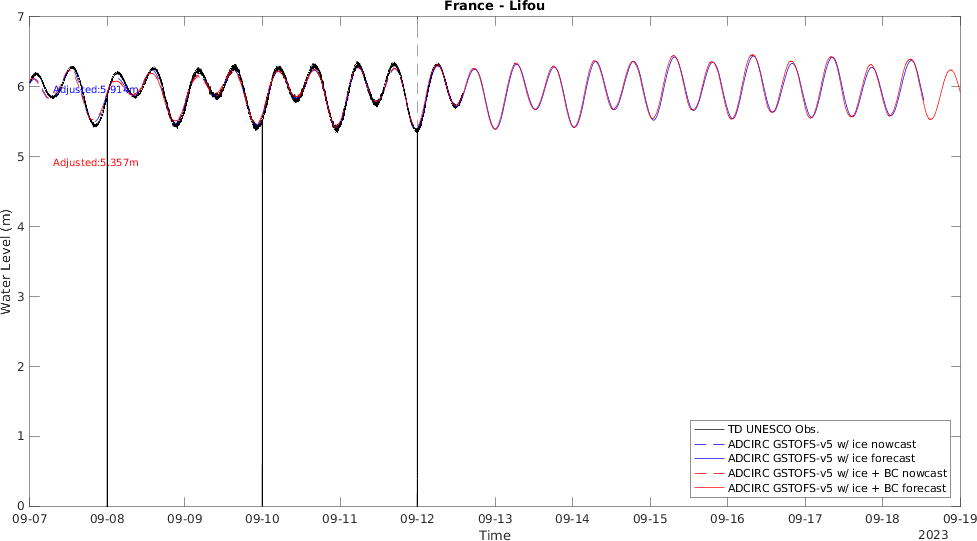 France - Lifou
7
6
5
4
3
2
1
0
Water Level (m)
Adjusted:5.914m
Adjusted:5.357m
TD UNESCO Obs.
ADCIRC GSTOFS-v5 w/ ice nowcast
ADCIRC GSTOFS-v5 w/ ice forecast
ADCIRC GSTOFS-v5 w/ ice + BC nowcast
ADCIRC GSTOFS-v5 w/ ice + BC forecast
09-07 09-08 09-09 09-10 09-11 09-12 09-13 09-14 09-15 09-16 09-17 09-18 09-19
Time
2023